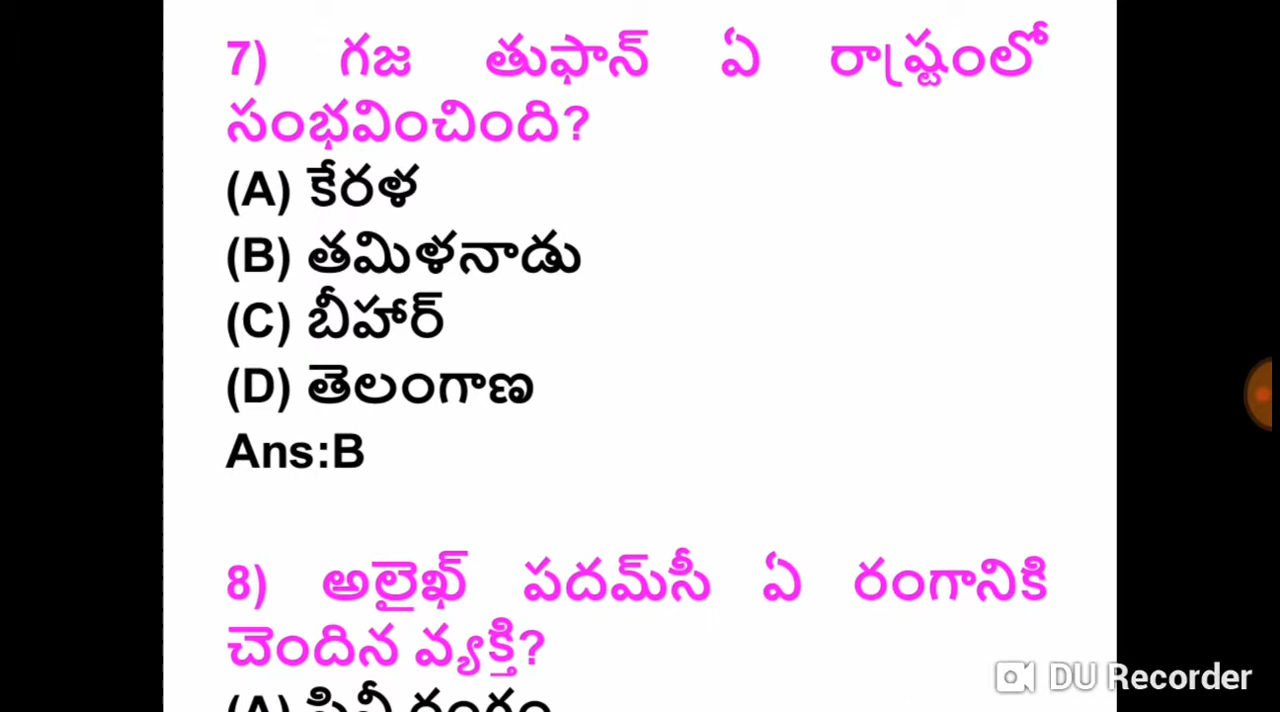 7) గజ తుఫాన్ ఏ రాష్ట్రంలో
సంభవించింది?
(A) కేరళ
(B) తమిళనాడు
(C) బీహార్
(D) తెలంగాణ
Ans:B
8) అలైఖ్ పదమ్‌సీ ఏ రంగానికి
చెందిన వ్యక్తి?
(A) సినీ రంగం
DU Recorder